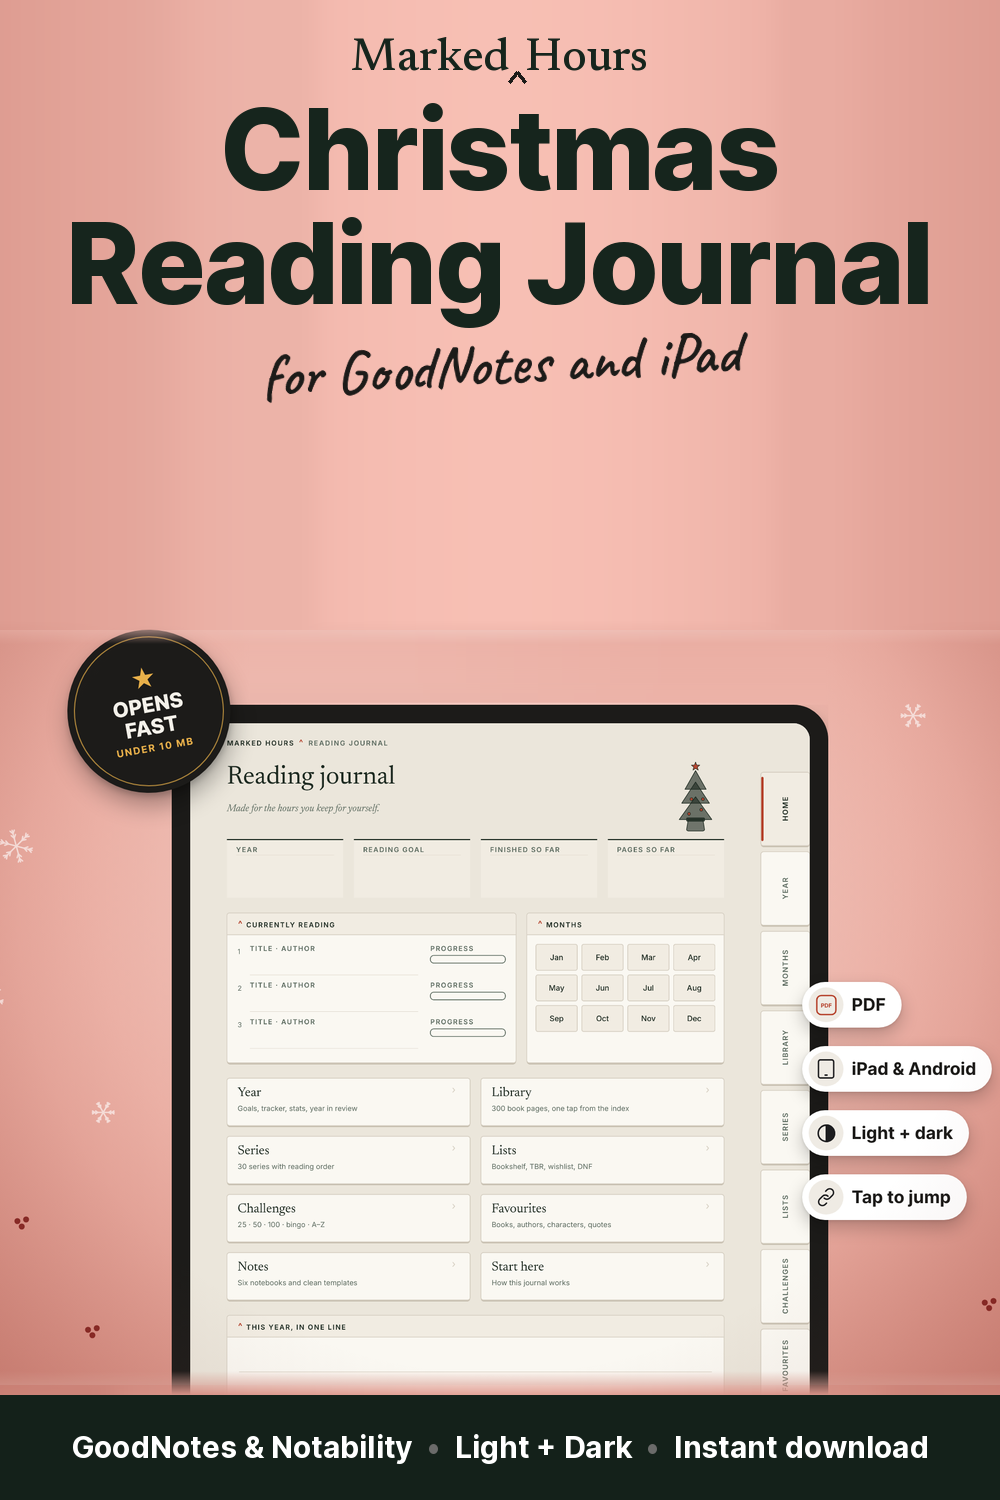 Marked ^ Hours
Christmas
Reading Journal
for GoodNotes and iPad
★ OPENS
FAST
UNDER 10 MB
MARKED HOURS ^ READING JOURNAL
Reading journal
Made for the hours you keep for yourself.
YEAR
READING GOAL
FINISHED SO FAR
PAGES SO FAR
^ CURRENTLY READING
1 TITLE · AUTHOR PROGRESS
2 TITLE · AUTHOR PROGRESS
3 TITLE · AUTHOR PROGRESS
^ MONTHS
Jan Feb Mar Apr
May Jun Jul Aug
Sep Oct Nov Dec
Year ›
Goals, tracker, stats, year in review
Library ›
300 book pages, one tap from the index
Series ›
30 series with reading order
Lists ›
Bookshelf, TBR, wishlist, DNF
Challenges ›
25 · 50 · 100 · bingo · A–Z
Favourites ›
Books, authors, characters, quotes
Notes ›
Six notebooks and clean templates
Start here ›
How this journal works
^ THIS YEAR, IN ONE LINE
HOME
YEAR
MONTHS
LIBRARY
SERIES
LISTS
CHALLENGES
FAVOURITES
PDF PDF
iPad & Android
Light + dark
Tap to jump
GoodNotes & Notability • Light + Dark • Instant download